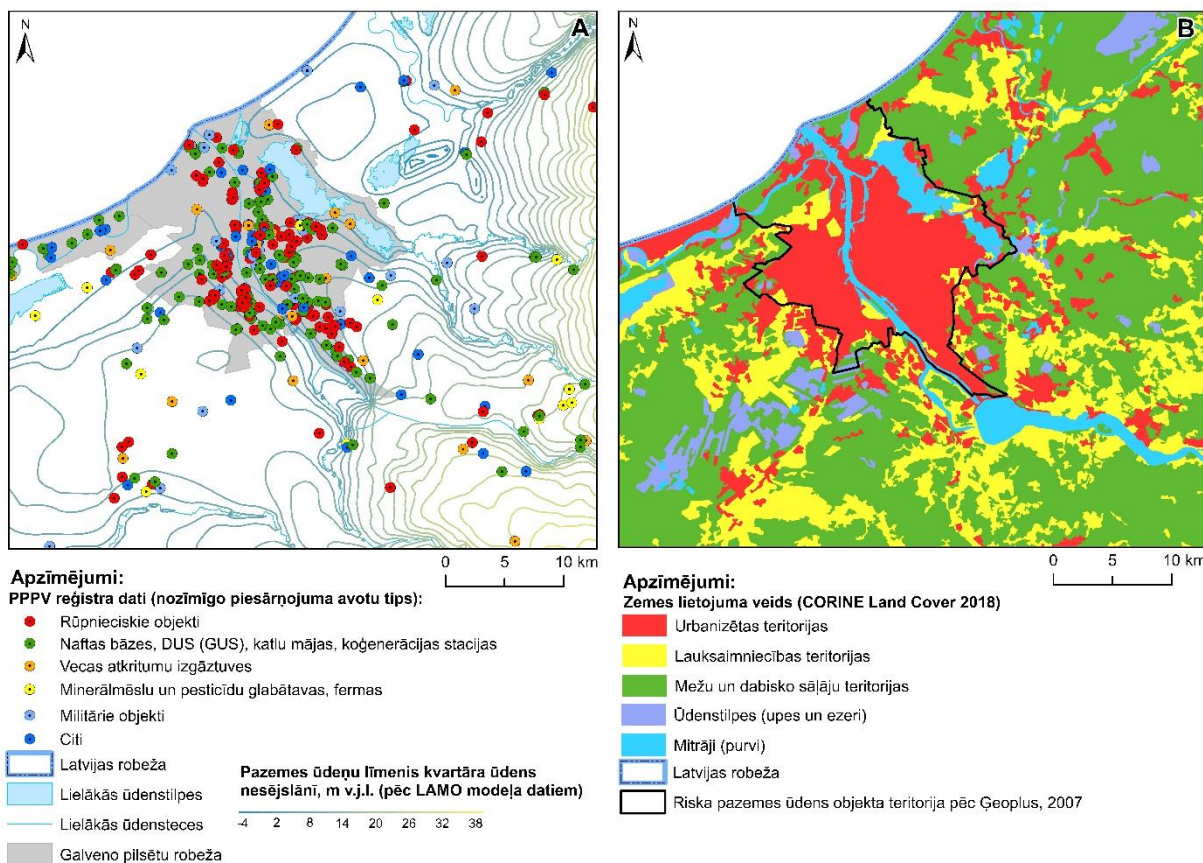 N
A
0 5 10 km
Apzīmējumi:
PPPV reģistra dati (nozīmīgo piesārņojuma avotu tips):
Rūpnieciskie objekti
Naftas bāzes, DUS (GUS), katlu mājas, koģenerācijas stacijas
Vecas atkritumu izgāztuves
Minerālmēslu un pesticīdu glabātavas, fermas
Militārie objekti
Citi
Latvijas robeža
Lielākās ūdenstilpes
Lielākās ūdensteces
Galveno pilsētu robeža
Pazemes ūdeņu līmenis kvartāra ūdens
nesējslānī, m v.j.l. (pēc LAMO modeļa datiem)
-4 2 8 14 20 26 32 38
N
B
0 5 10 km
Apzīmējumi:
Zemes lietojuma veids (CORINE Land Cover 2018)
Urbanizētas teritorijas
Lauksaimniecības teritorijas
Mežu un dabisko sāļāju teritorijas
Ūdenstilpes (upes un ezeri)
Mitrāji (purvi)
Latvijas robeža
Riska pazemes ūdens objekta teritorija pēc Ģeoplus, 2007